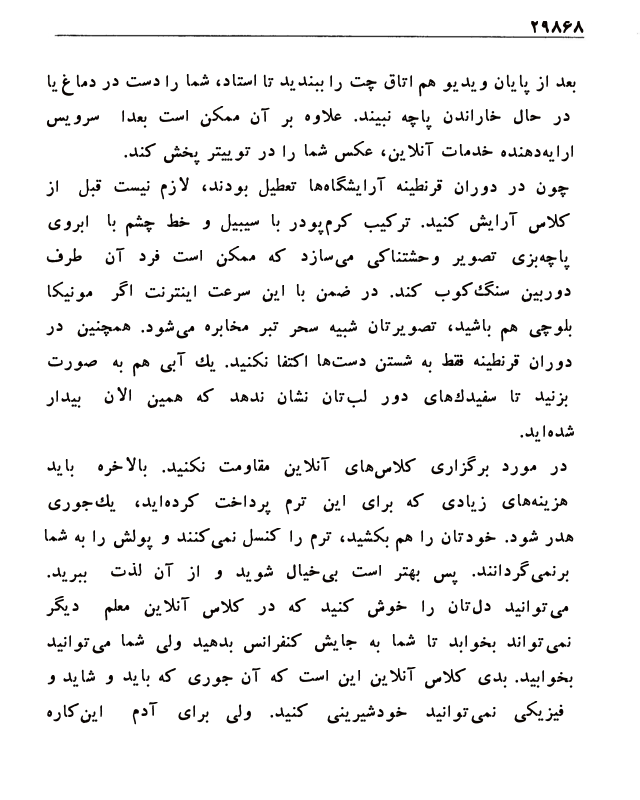 ۲۹۸۶۸
بعد از پایان ویدیو هم اتاق چت را ببندید تا استاد، شما را دست در دماغ یا
در حال خاراندن پاچه نبیند. علاوه بر آن ممکن است بعدا سرویس
ارایه‌دهنده خدمات آنلاین، عکس شما را در توییتر پخش کند.
چون در دوران قرنطینه آرایشگاه‌ها تعطیل بودند، لازم نیست قبل از
کلاس آرایش کنید. ترکیب کرم‌پودر با سیبیل و خط چشم با ابروی
پاچه‌بزی تصویر وحشتناکی می‌سازد که ممکن است فرد آن طرف
دوربین سنگ‌کوب کند. در ضمن با این سرعت اینترنت اگر مونیکا
بلوچی هم باشید، تصویرتان شبیه سحر تبر مخابره می‌شود. همچنین در
دوران قرنطینه فقط به شستن دست‌ها اکتفا نکنید. یك آبی هم به صورت
بزنید تا سفیدك‌های دور لب‌تان نشان ندهد که همین الان بیدار
شده‌اید.
در مورد برگزاری کلاس‌های آنلاین مقاومت نکنید. بالاخره باید
هزینه‌های زیادی که برای این ترم پرداخت کرده‌اید، یك‌جوری
هدر شود. خودتان را هم بکشید، ترم را کنسل نمی‌کنند و پولش را به شما
برنمی‌گردانند. پس بهتر است بی‌خیال شوید و از آن لذت ببرید.
می‌توانید دل‌تان را خوش کنید که در کلاس آنلاین معلم دیگر
نمی‌تواند بخوابد تا شما به جایش کنفرانس بدهید ولی شما می‌توانید
بخوابید. بدی کلاس آنلاین این است که آن جوری که باید و شاید و
فیزیکی نمی‌توانید خودشیرینی کنید. ولی برای آدم این‌کاره